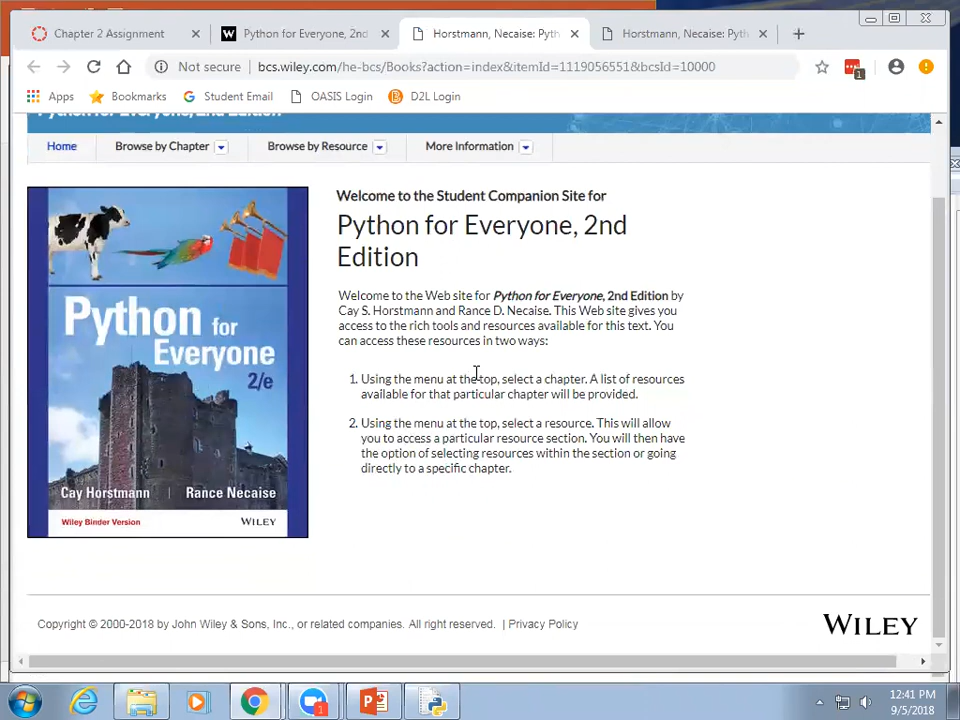 Chapter 2 Assignment
Python for Everyone, 2nd
Horstmann, Necaise: Pyth
Horstmann, Necaise: Pyth
Not secure
bcs.wiley.com/he-bcs/Books?action=index&itemId=1119056551&bcsId=10000
1
Apps
Bookmarks
Student Email
OASIS Login
D2L Login
Python for Everyone, 2nd Edition
Home
Browse by Chapter
Browse by Resource
More Information
Welcome to the Student Companion Site for
Python for Everyone, 2nd
Edition
Welcome to the Web site for Python for Everyone, 2nd Edition by
Cay S. Horstmann and Rance D. Necaise. This Web site gives you
access to the rich tools and resources available for this text. You
can access these resources in two ways:
1. Using the menu at the top, select a chapter. A list of resources
available for that particular chapter will be provided.
2. Using the menu at the top, select a resource. This will allow
you to access a particular resource section. You will then have
the option of selecting resources within the section or going
directly to a specific chapter.
Python for
Everyone
2/e
Cay Horstmann | Rance Necaise
Wiley Binder Version
WILEY
Copyright © 2000-2018 by John Wiley & Sons, Inc., or related companies. All right reserved. | Privacy Policy
WILEY
1
12:41 PM
9/5/2018